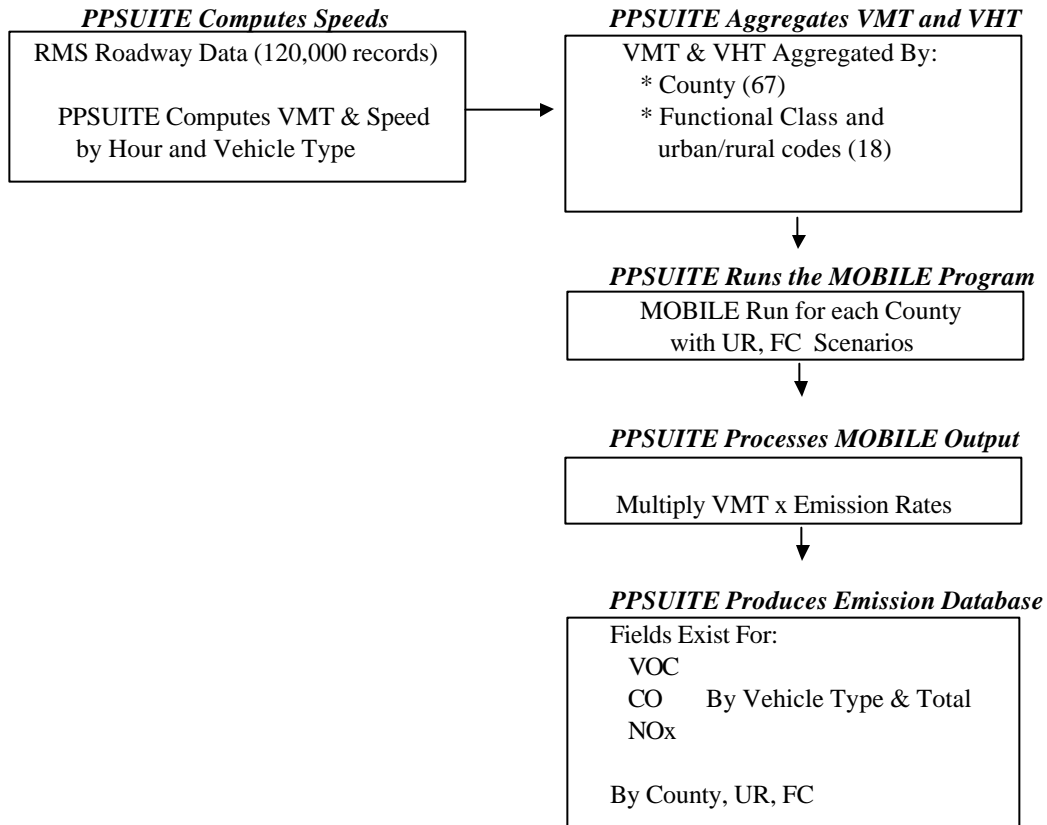 PPSUITE Computes Speeds
RMS Roadway Data (120,000 records)
PPSUITE Computes VMT & Speed
by Hour and Vehicle Type
PPSUITE Aggregates VMT and VHT
VMT & VHT Aggregated By:
* County (67)
* Functional Class and
urban/rural codes (18)
PPSUITE Runs the MOBILE Program
MOBILE Run for each County
with UR, FC Scenarios
PPSUITE Processes MOBILE Output
Multiply VMT x Emission Rates
PPSUITE Produces Emission Database
Fields Exist For:
VOC
CO By Vehicle Type & Total
NOx
By County, UR, FC